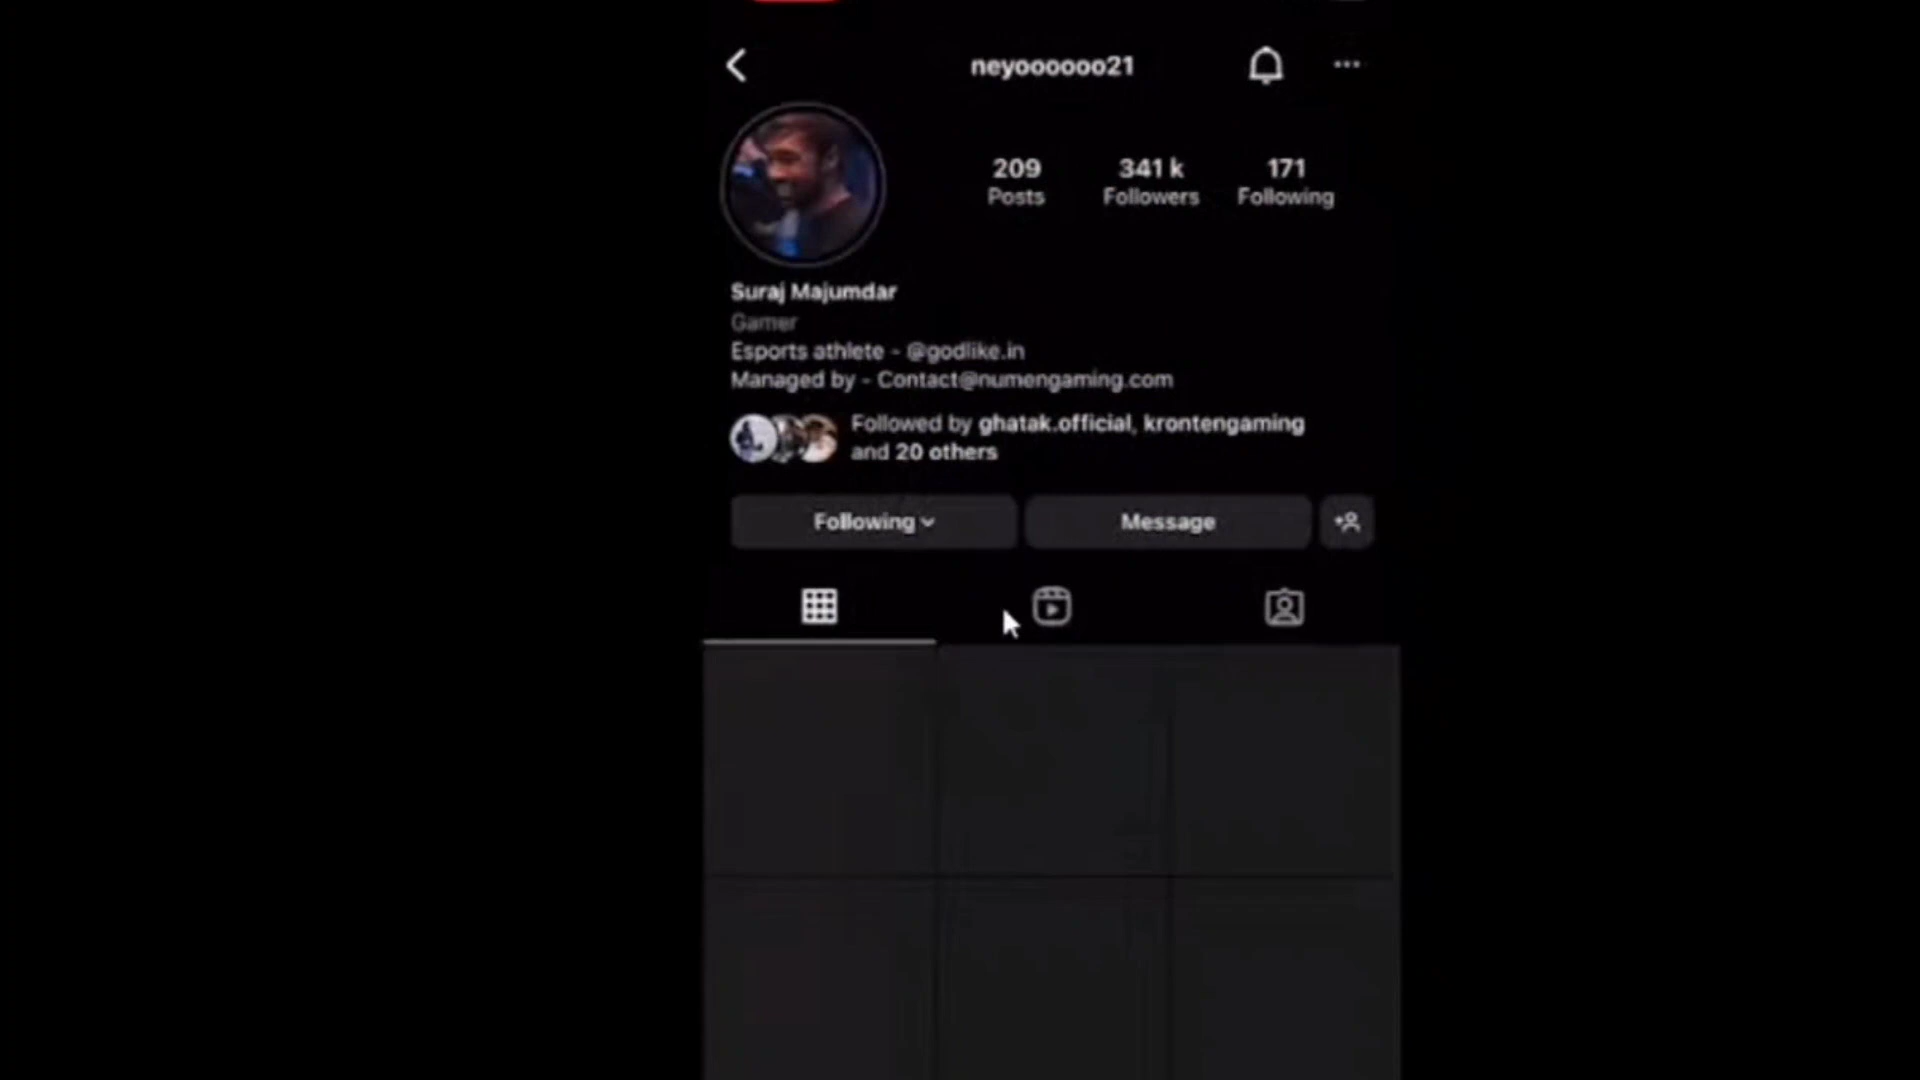 neyoooooo21
209 341 k 171
Posts Followers Following
Suraj Majumdar
Gamer
Esports athlete - @godlike.in
Managed by - Contact@numengaming.com
Followed by ghatak.official, krontengaming
and 20 others
Following Message